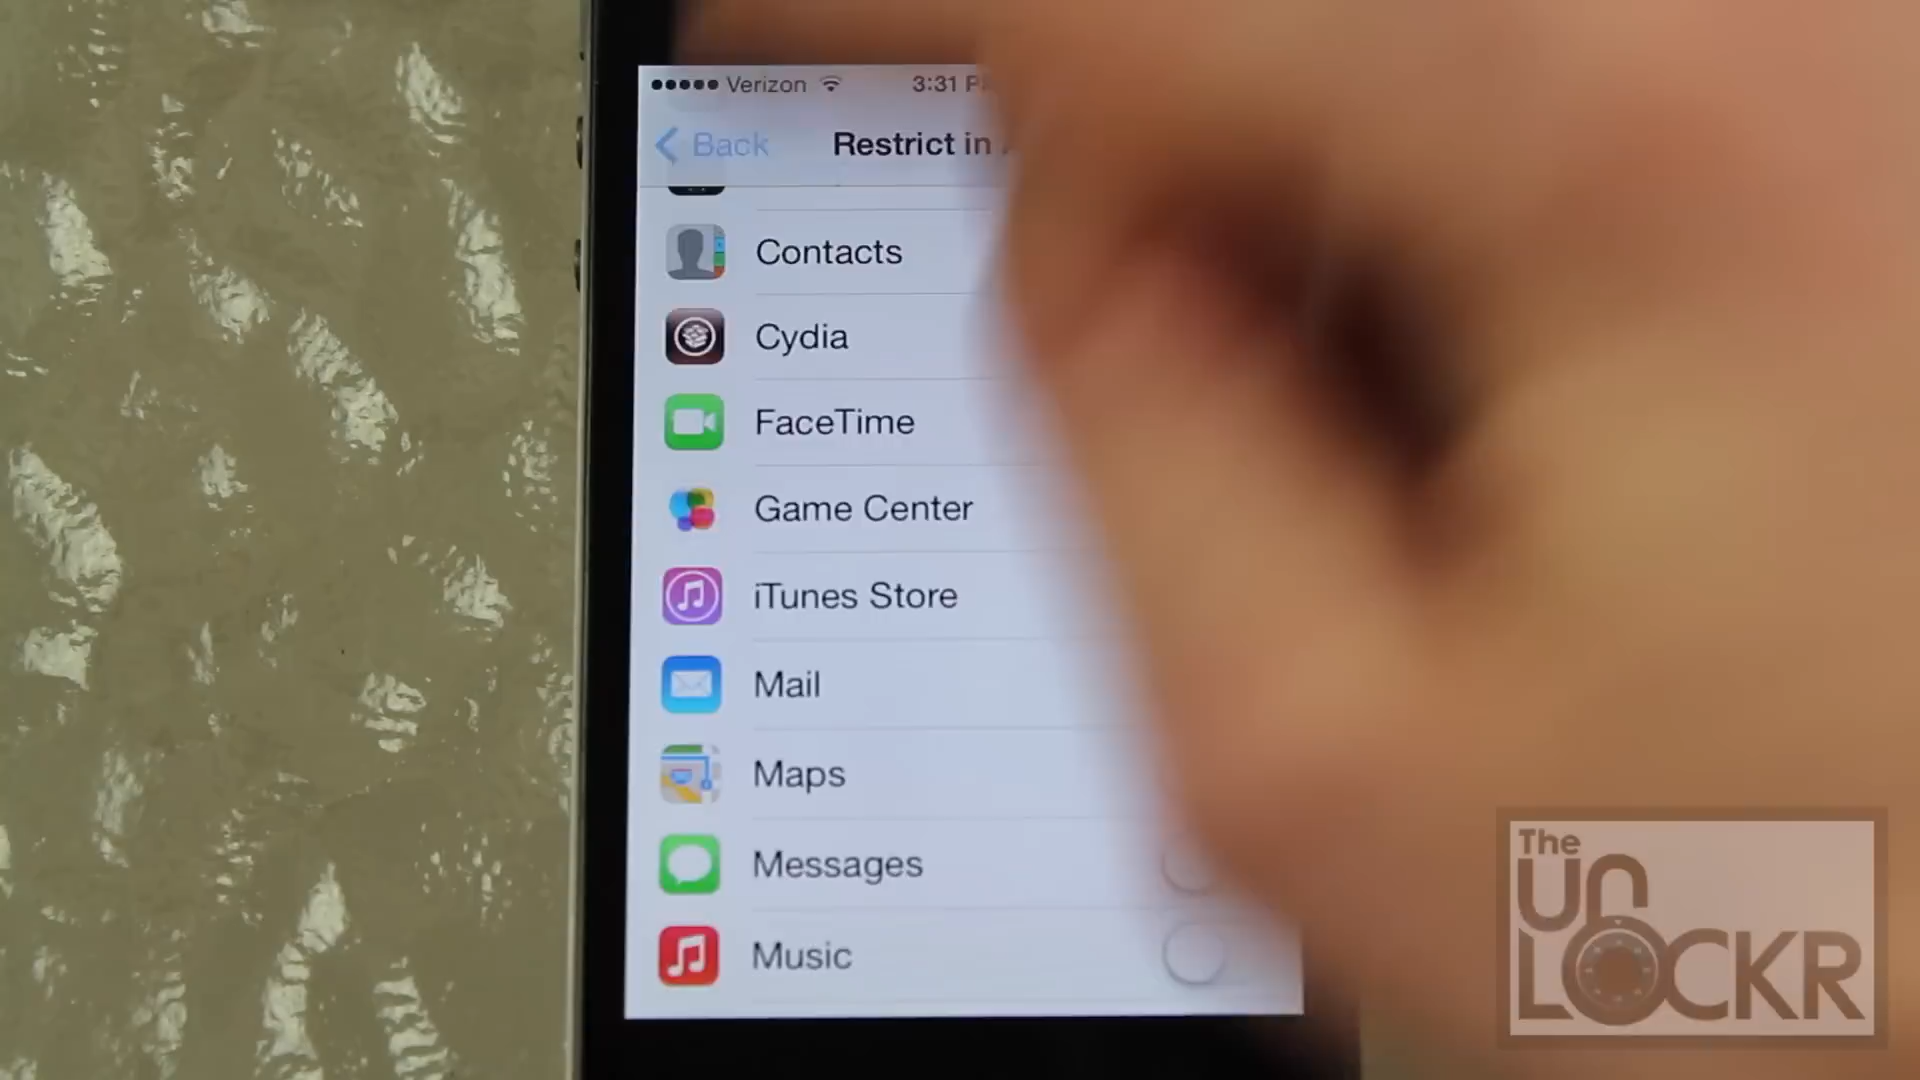 Verizon 3:31
Back Restrict in
Contacts
Cydia
FaceTime
Game Center
iTunes Store
Mail
Maps
Messages
Music
The
UnLOCKR